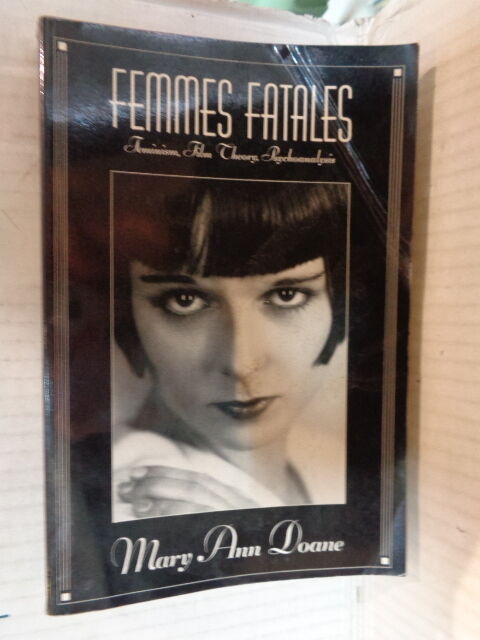 FEMMES FATALES
Feminism, Film Theory, Psychoanalysis
Mary Ann Doane